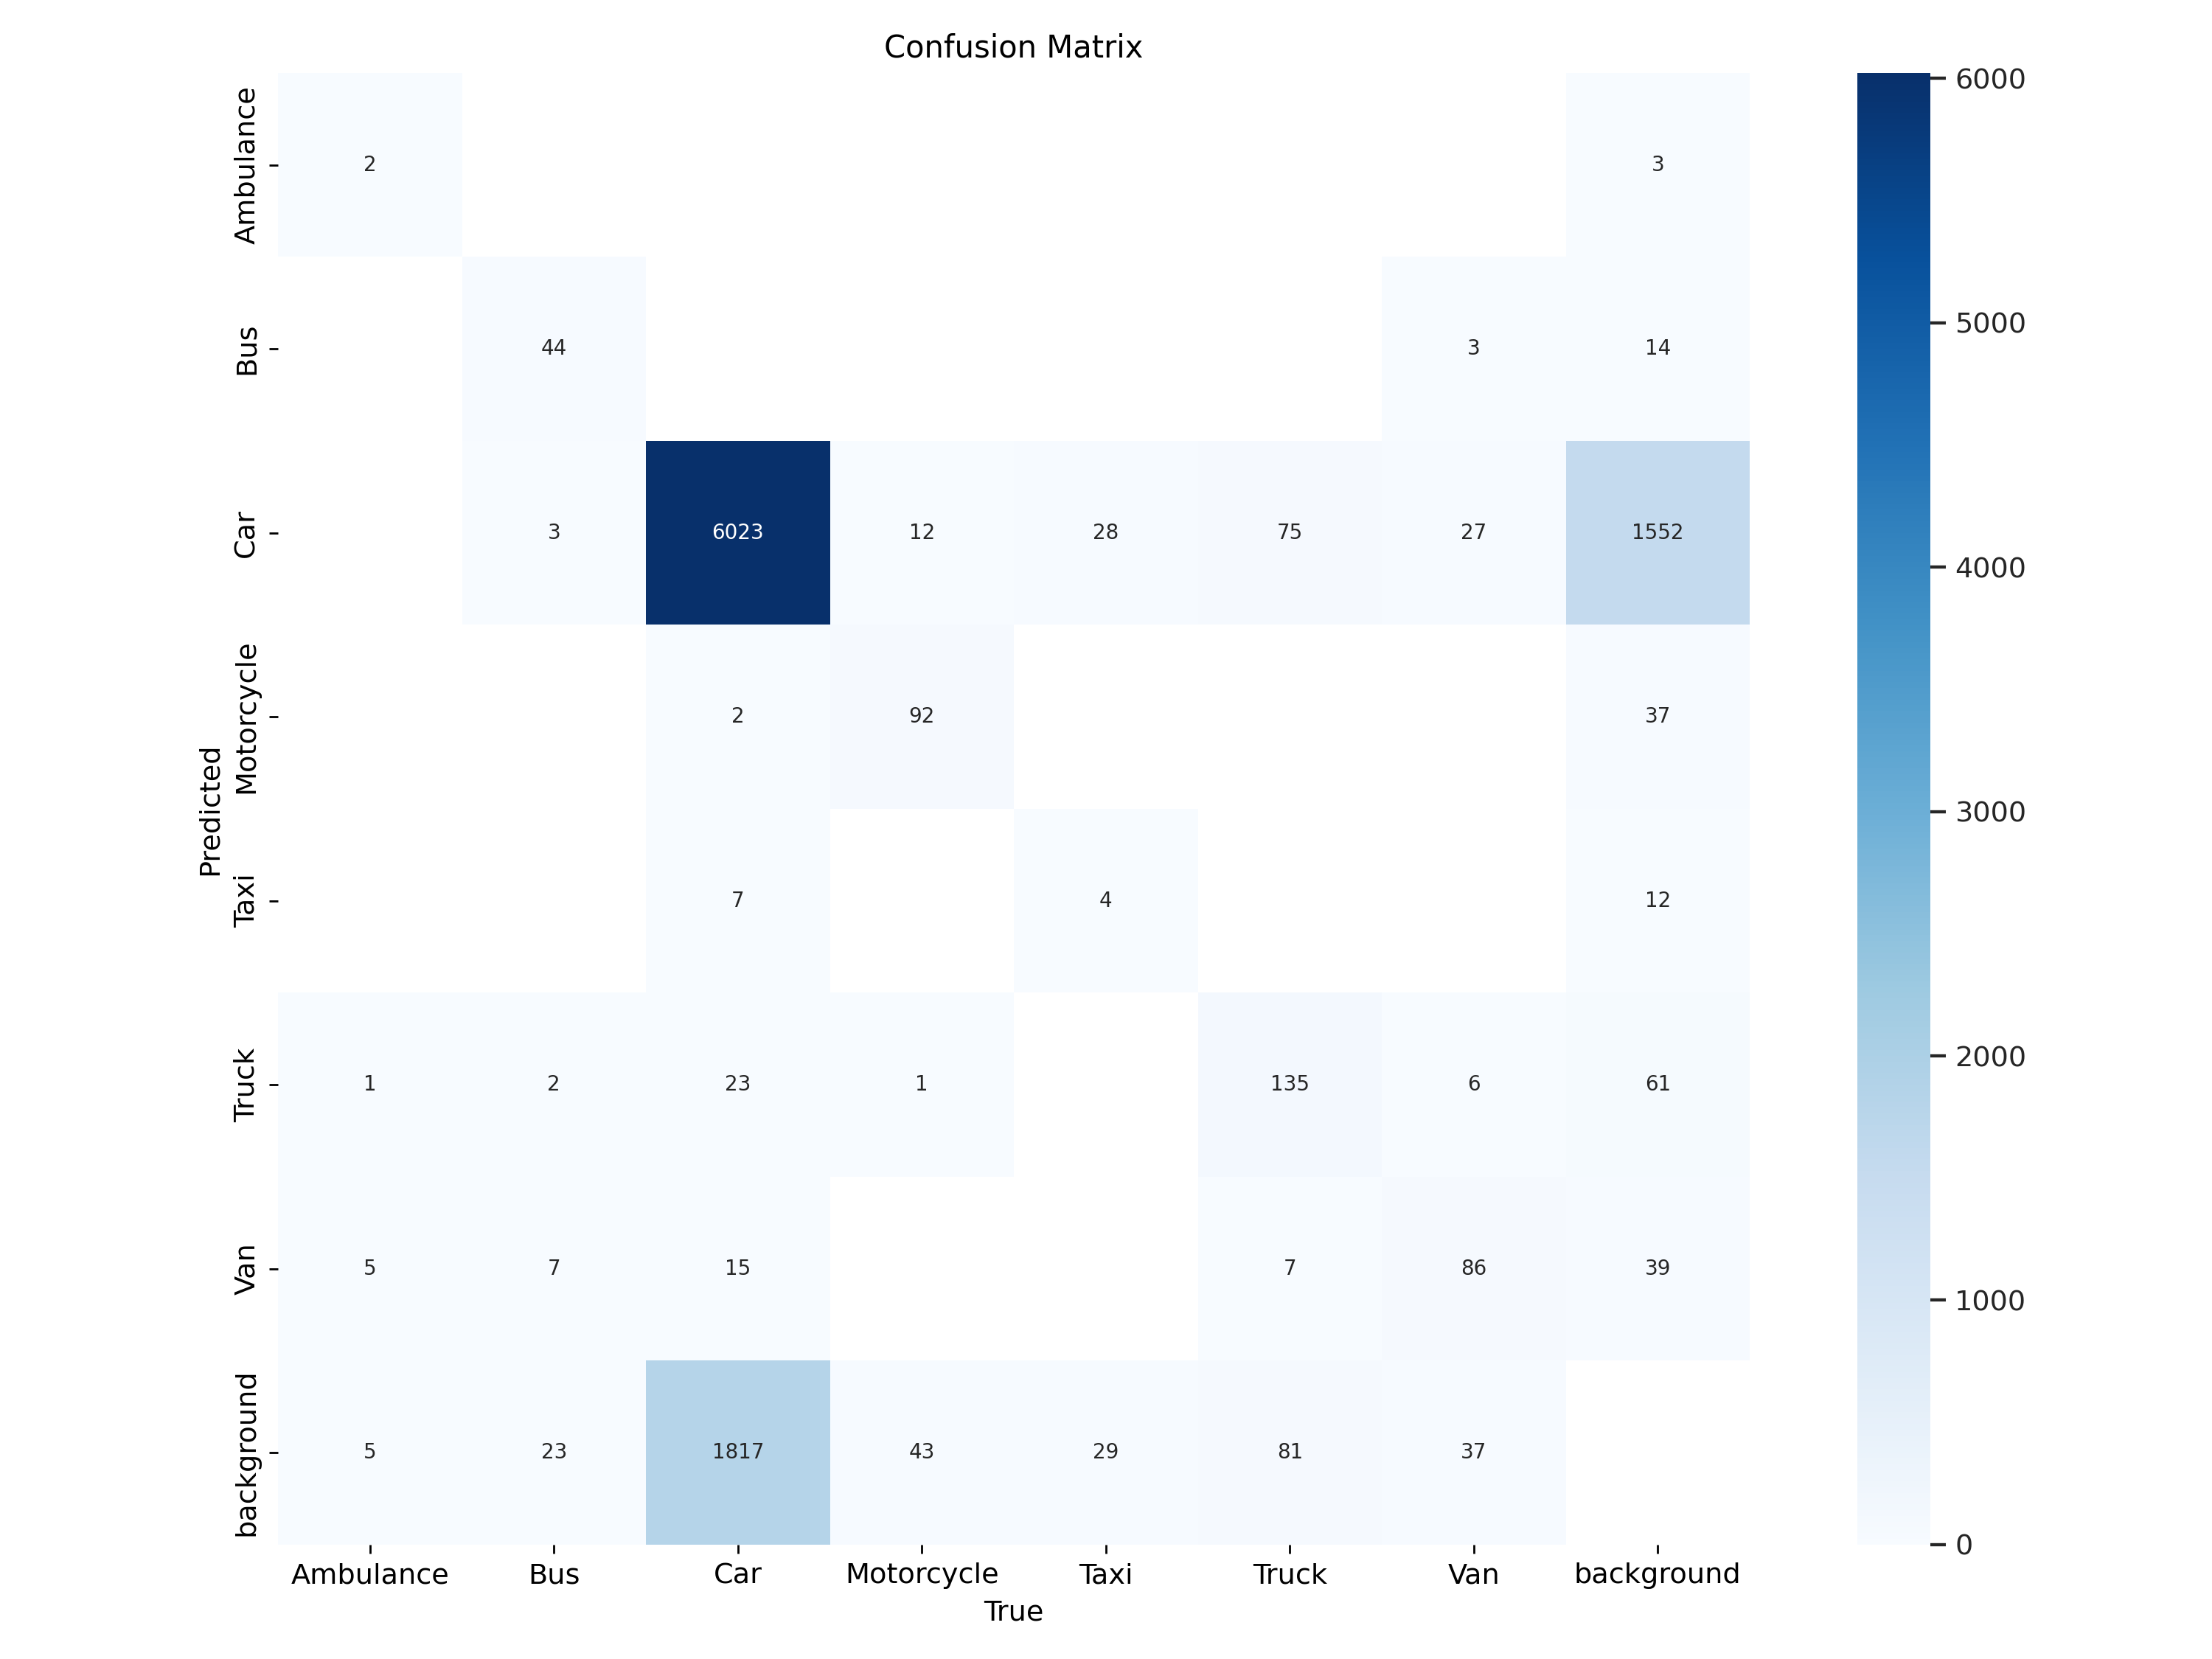 Confusion Matrix
Ambulance 2 3
Bus 44 3 14
Car 3 6023 12 28 75 27 1552
Motorcycle 2 92 37
Taxi 7 4 12
Truck 1 2 23 1 135 6 61
Van 5 7 15 7 86 39
background 5 23 1817 43 29 81 37
Ambulance Bus Car Motorcycle Taxi Truck Van background
True
Predicted
6000
5000
4000
3000
2000
1000
0